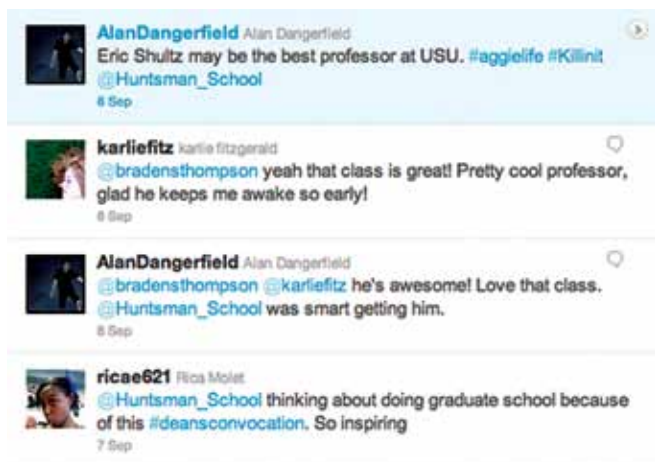 AlanDangerfield Alan Dangerfield
Eric Shultz may be the best professor at USU. #aggielife #Killinit
@Huntsman_School
8 Sep
karliefitz karlie fitzgerald
@bradensthompson yeah that class is great! Pretty cool professor,
glad he keeps me awake so early!
8 Sep
AlanDangerfield Alan Dangerfield
@bradensthompson @karliefitz he's awesome! Love that class.
@Huntsman_School was smart getting him.
8 Sep
ricae621 Rica Molet
@Huntsman_School thinking about doing graduate school because
of this #deansconvocation. So inspiring
7 Sep